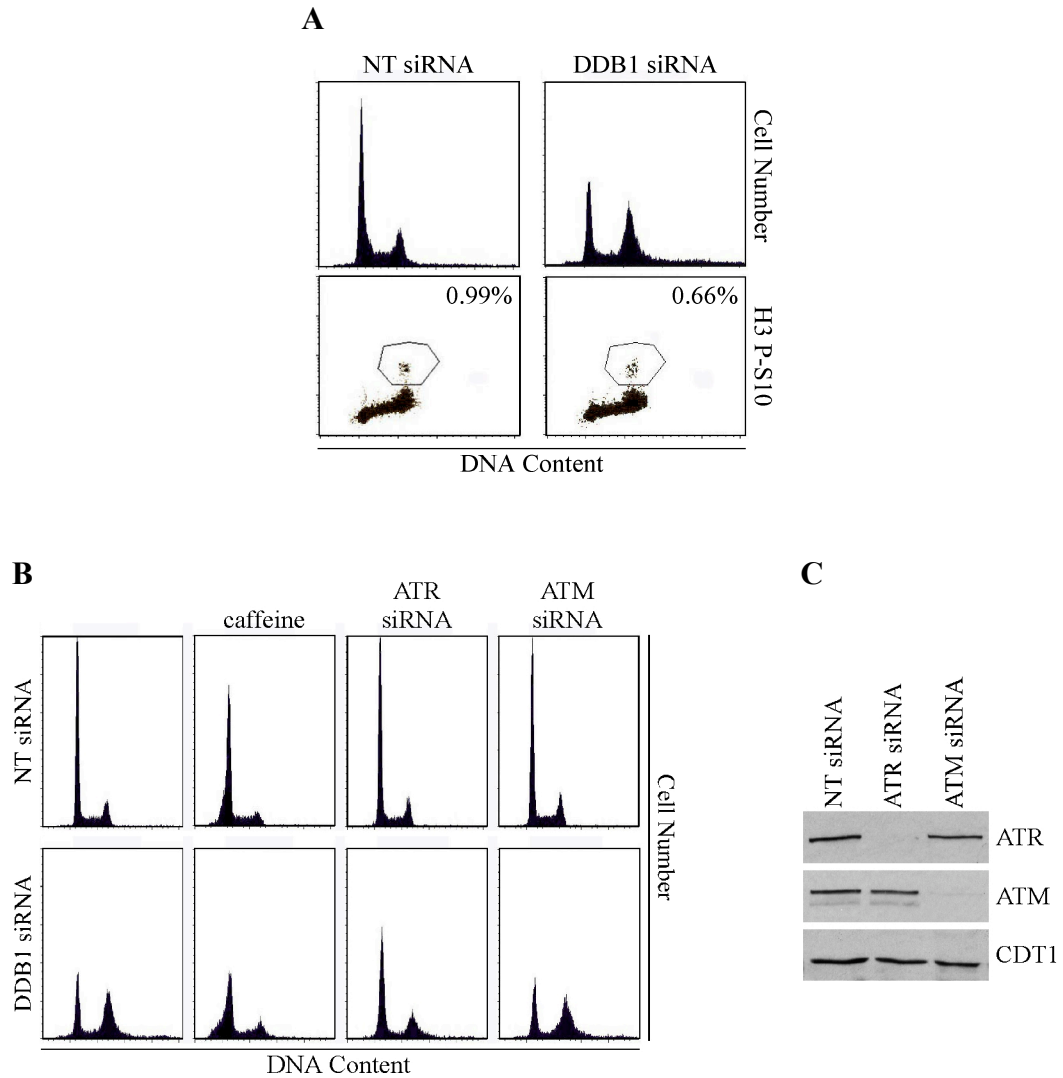 A
NT siRNA
DDB1 siRNA
Cell Number
0.99%
0.66%
H3 P-S10
DNA Content
B
caffeine
ATR
siRNA
ATM
siRNA
NT siRNA
DDB1 siRNA
Cell Number
DNA Content
C
NT siRNA
ATR siRNA
ATM siRNA
ATR
ATM
CDT1